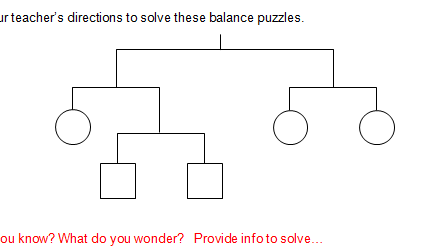 ur teacher's directions to solve these balance puzzles.
ou know? What do you wonder? Provide info to solve...